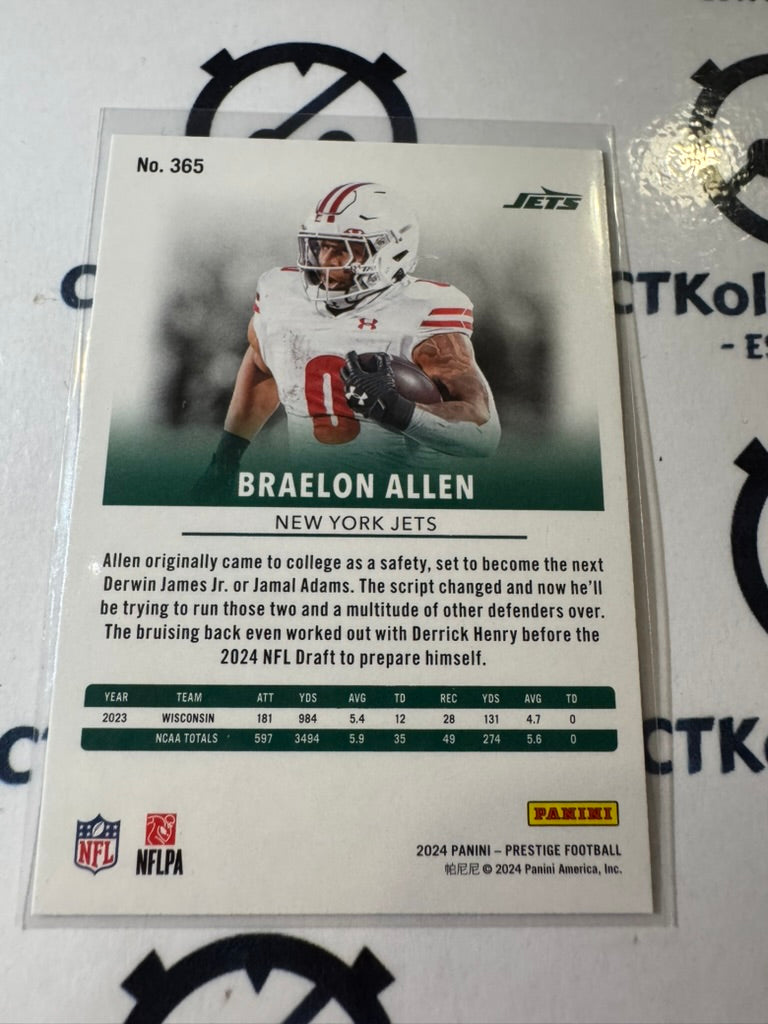 No. 365
JETS
0
BRAELON ALLEN
NEW YORK JETS
Allen originally came to college as a safety, set to become the next
Derwin James Jr. or Jamal Adams. The script changed and now he'll
be trying to run those two and a multitude of other defenders over.
The bruising back even worked out with Derrick Henry before the
2024 NFL Draft to prepare himself.
YEAR TEAM ATT YDS AVG TD REC YDS AVG TD
2023 WISCONSIN 181 984 5.4 12 28 131 4.7 0
NCAA TOTALS 597 3494 5.9 35 49 274 5.6 0
PANINI
NFL
NFLPA
2024 PANINI – PRESTIGE FOOTBALL
帕尼尼 © 2024 Panini America, Inc.